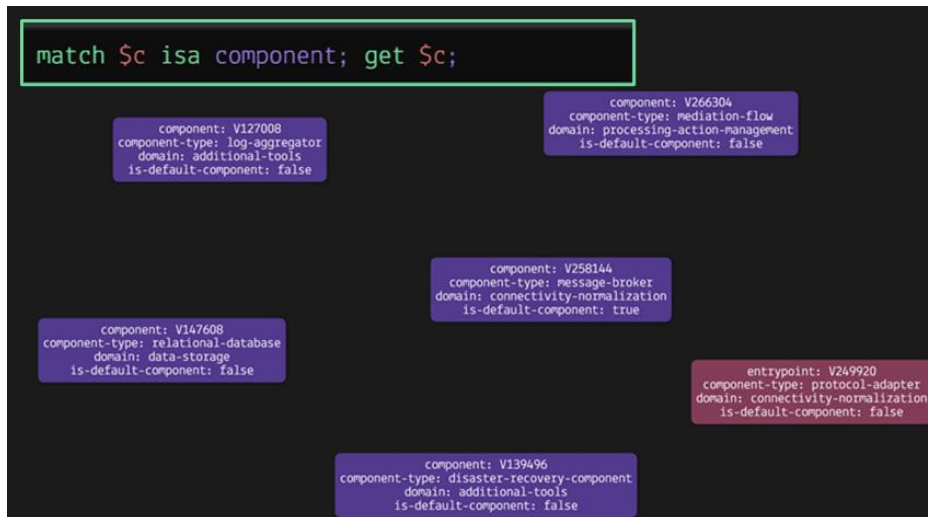 match $c isa component; get $c;
component: V266304
component-type: mediation-flow
domain: processing-action-management
is-default-component: false
component: V127008
component-type: log-aggregator
domain: additional-tools
is-default-component: false
component: V258144
component-type: message-broker
domain: connectivity-normalization
is-default-component: true
component: V147608
component-type: relational-database
domain: data-storage
is-default-component: false
entrypoint: V249920
component-type: protocol-adapter
domain: connectivity-normalization
is-default-component: false
component: V139496
component-type: disaster-recovery-component
domain: additional-tools
is-default-component: false